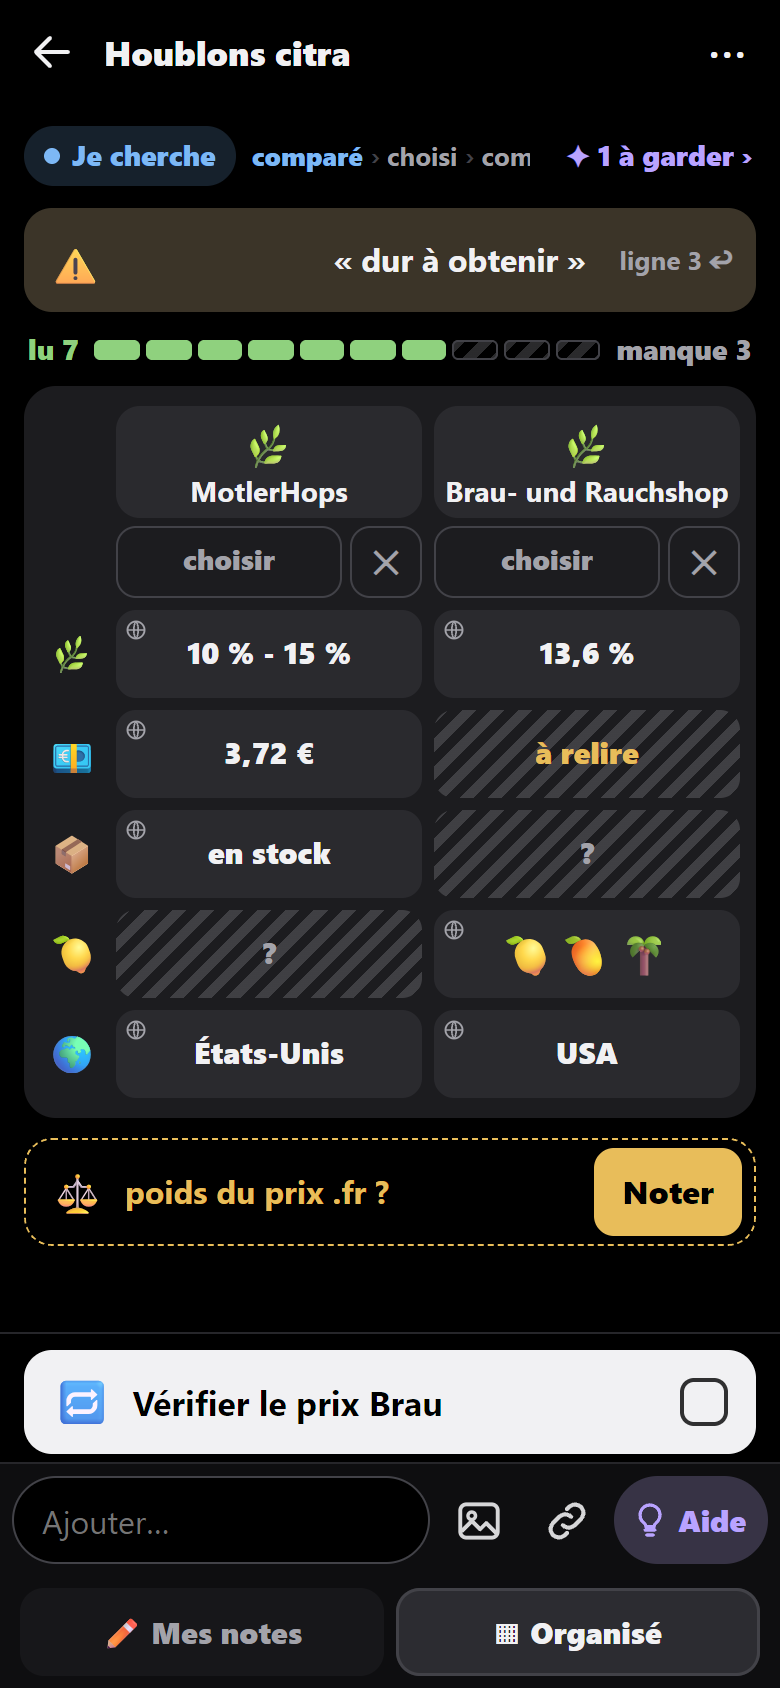 Houblons citra
Je cherche comparé › choisi › com ✦ 1 à garder ›
« dur à obtenir » ligne 3 ↩
lu 7 manque 3
MotlerHops Brau- und Rauchshop
choisir choisir
10 % - 15 % 13,6 %
3,72 € à relire
en stock ?
?
États-Unis USA
poids du prix .fr ? Noter
Vérifier le prix Brau
Ajouter... Aide
Mes notes Organisé